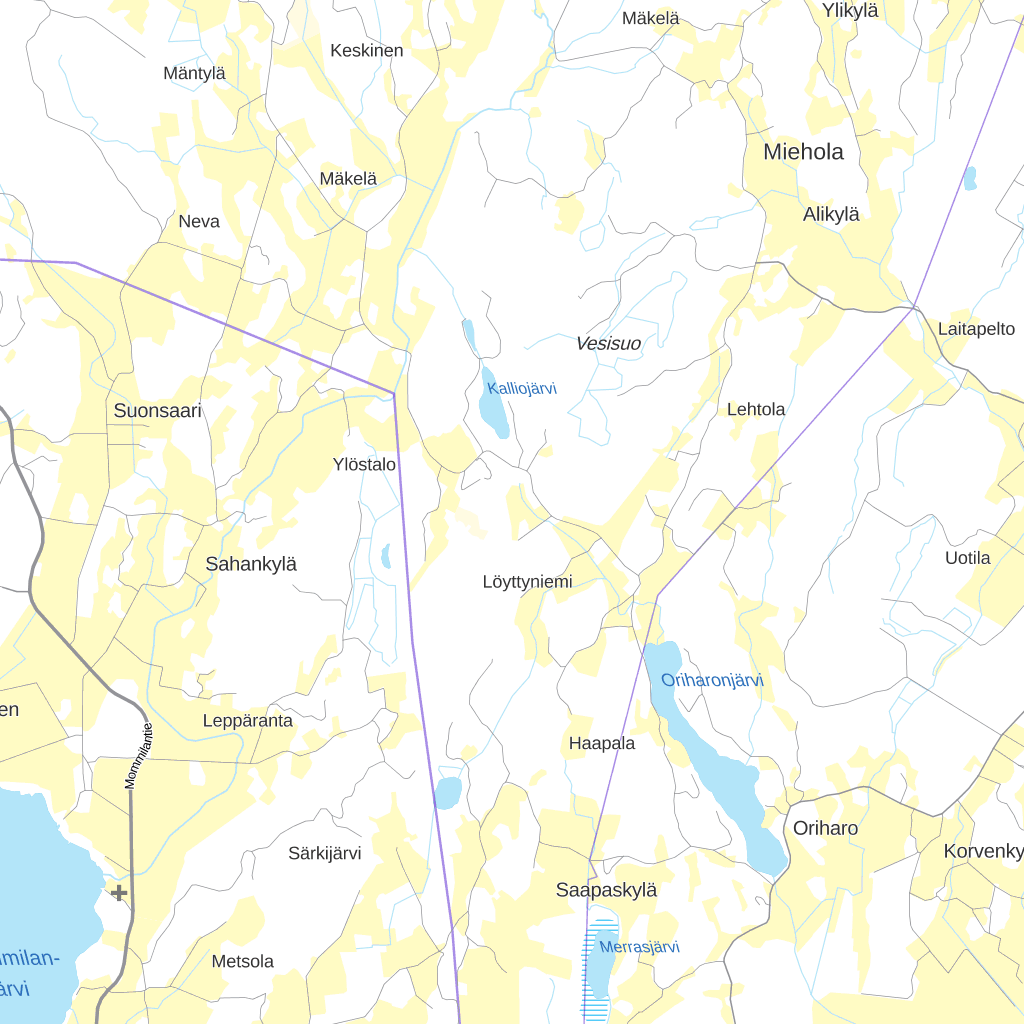 Ylikylä
Mäkelä
Keskinen
Mäntylä
Miehola
Mäkelä
Alikylä
Neva
Laitapelto
Vesisuo
Kalliojärvi
Suonsaari
Lehtola
Ylöstalo
Sahankylä
Uotila
Löyttyniemi
Oriharonjärvi
en
Leppäranta
Mommilantie
Haapala
Oriharo
Särkijärvi
Korvenky
Saapaskylä
Merrasjärvi
Metsola
milan-
ärvi